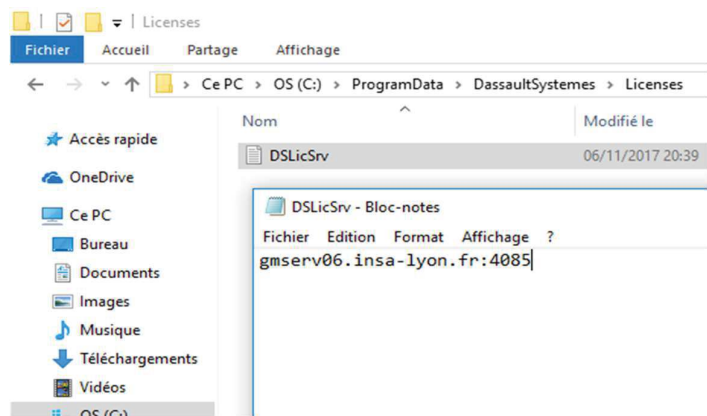 Licenses
Fichier Accueil Partage Affichage
Ce PC > OS (C:) > ProgramData > DassaultSystemes > Licenses
Nom Modifié le
Accès rapide
DSLicSrv 06/11/2017 20:39
OneDrive
DSLicSrv - Bloc-notes
Ce PC
Fichier Edition Format Affichage ?
Bureau
gmserv06.insa-lyon.fr:4085
Documents
Images
Musique
Téléchargements
Vidéos
OS (C:)